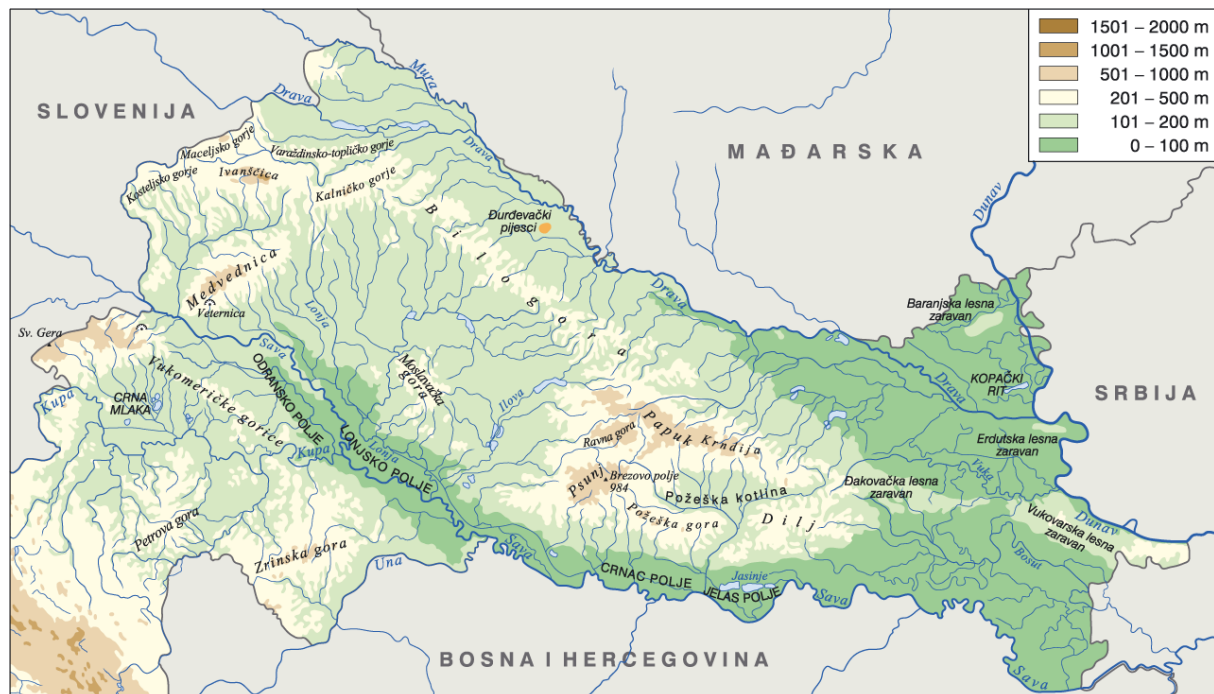 1501 – 2000 m
1001 – 1500 m
501 – 1000 m
201 – 500 m
101 – 200 m
0 – 100 m
SLOVENIJA
Drava
Mura
MAĐARSKA
Dunav
Maceljsko gorje
Varaždinsko-topličko gorje
Drava
Kosteljsko gorje
Ivanščica
Kalničko gorje
Bilogora
Đurđevački
pijesci
Medvednica
Veternica
Lonja
Drava
Baranjska lesna
zaravan
Sv. Gera
Sava
Vukomeričke gorice
ODRANSKO POLJE
Moslavačka
gora
Ilova
Drava
KOPAČKI
RIT
SRBIJA
Kupa
CRNA
MLAKA
LONJSKO POLJE
Lonja
Kupa
Ravna gora
Papuk
Krndija
Erdutska lesna
zaravan
Vuka
Psunj
Brezovo polje
984
Požeška kotlina
Đakovačka lesna
zaravan
Petrova gora
Požeška gora
Dilj
Vukovarska lesna
zaravan
Dunav
Zrinska gora
Una
Sava
CRNAC POLJE
Jasinje
JELAS POLJE
Sava
Bosut
BOSNA I HERCEGOVINA
Sava